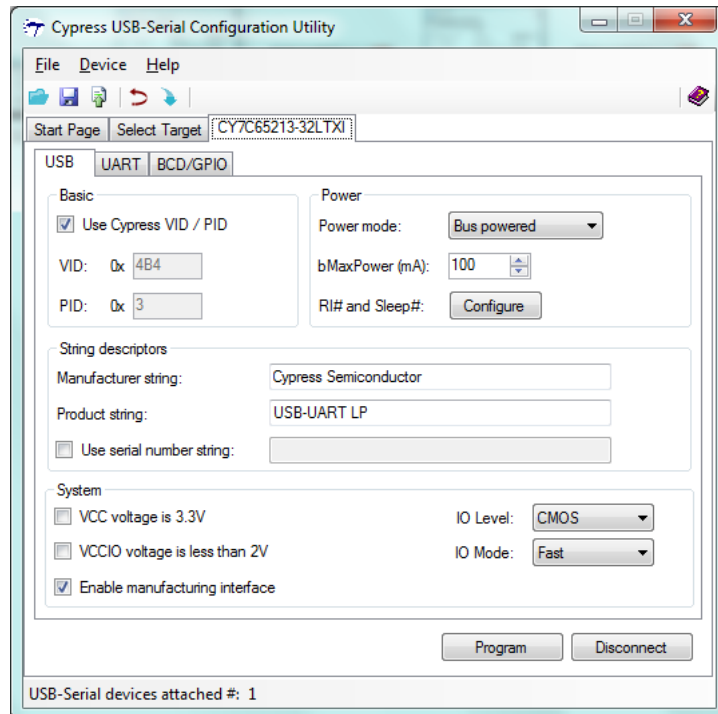 Cypress USB-Serial Configuration Utility
File Device Help
Start Page Select Target CY7C65213-32LTXI
USB UART BCD/GPIO
Basic
Use Cypress VID / PID
VID: 0x 4B4
PID: 0x 3
Power
Power mode: Bus powered
bMaxPower (mA): 100
RI# and Sleep#: Configure
String descriptors
Manufacturer string: Cypress Semiconductor
Product string: USB-UART LP
Use serial number string:
System
VCC voltage is 3.3V
IO Level: CMOS
VCCIO voltage is less than 2V
IO Mode: Fast
Enable manufacturing interface
Program Disconnect
USB-Serial devices attached #: 1